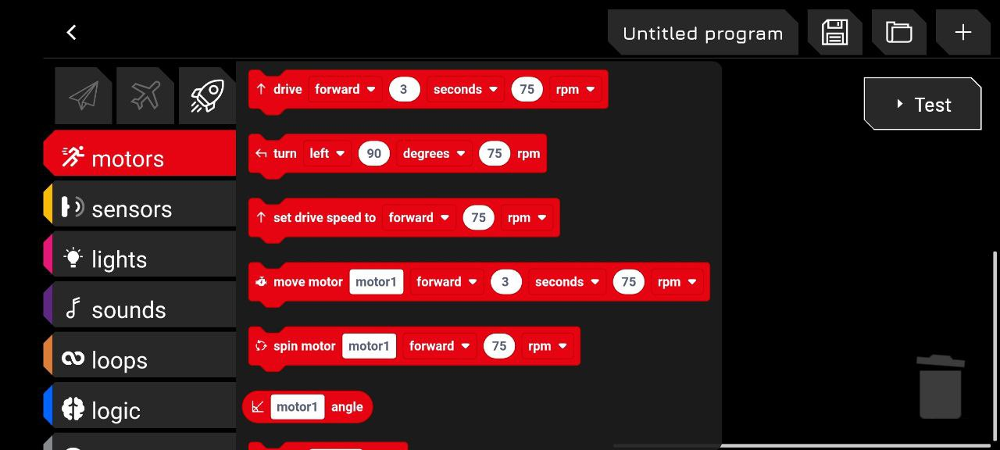 Untitled program
Test
motors
sensors
lights
sounds
loops
logic
drive forward 3 seconds 75 rpm
turn left 90 degrees 75 rpm
set drive speed to forward 75 rpm
move motor motor1 forward 3 seconds 75 rpm
spin motor motor1 forward 75 rpm
motor1 angle